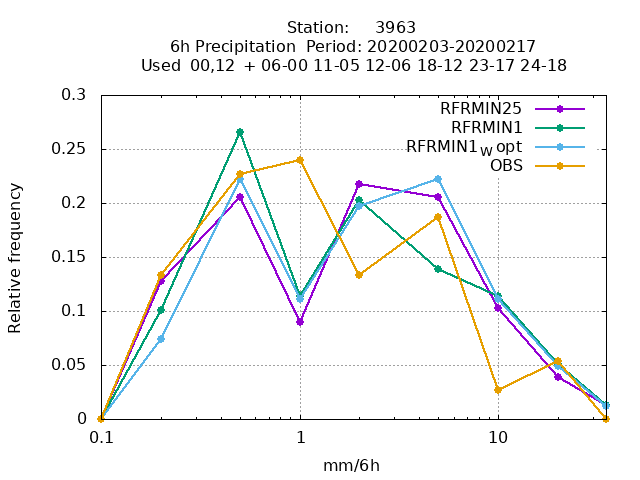 Station: 3963
6h Precipitation Period: 20200203-20200217
Used 00,12 + 06-00 11-05 12-06 18-12 23-17 24-18
0.3
0.25
0.2
0.15
0.1
0.05
0
Relative frequency
RFRMIN25
RFRMIN1
RFRMIN1Wopt
OBS
0.1 1 10
mm/6h